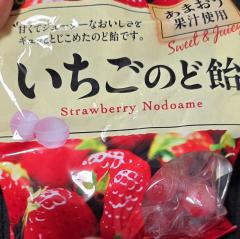 甘くてジューシーなおいしさを
ギュッととじこめたのど飴です。
あまおう
果汁使用
Sweet & Juicy
いちごのど飴
Strawberry Nodoame